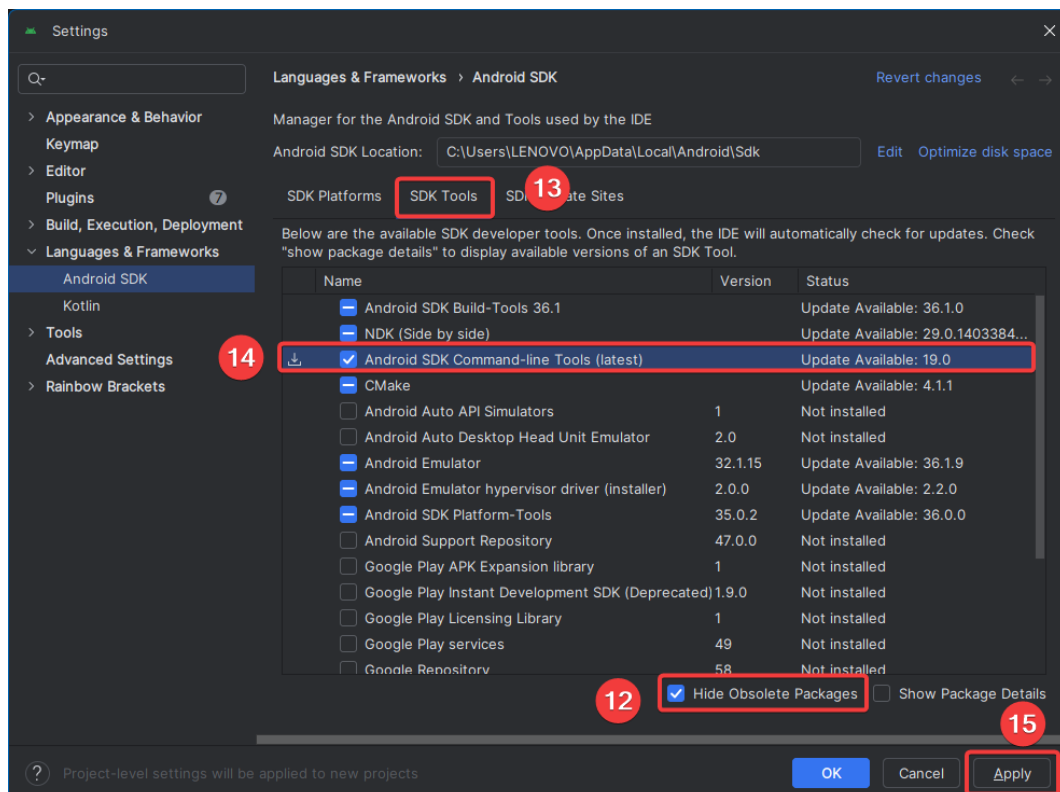 Settings
Languages & Frameworks › Android SDK
Revert changes
Appearance & Behavior
Keymap
Editor
Plugins
7
Build, Execution, Deployment
Languages & Frameworks
Android SDK
Kotlin
Tools
Advanced Settings
Rainbow Brackets
Manager for the Android SDK and Tools used by the IDE
Android SDK Location: C:\Users\LENOVO\AppData\Local\Android\Sdk Edit Optimize disk space
SDK Platforms SDK Tools 13 ate Sites
Below are the available SDK developer tools. Once installed, the IDE will automatically check for updates. Check
"show package details" to display available versions of an SDK Tool.
Name Version Status
Android SDK Build-Tools 36.1 Update Available: 36.1.0
NDK (Side by side) Update Available: 29.0.1403384...
14 Android SDK Command-line Tools (latest) Update Available: 19.0
CMake Update Available: 4.1.1
Android Auto API Simulators 1 Not installed
Android Auto Desktop Head Unit Emulator 2.0 Not installed
Android Emulator 32.1.15 Update Available: 36.1.9
Android Emulator hypervisor driver (installer) 2.0.0 Update Available: 2.2.0
Android SDK Platform-Tools 35.0.2 Update Available: 36.0.0
Android Support Repository 47.0.0 Not installed
Google Play APK Expansion library 1 Not installed
Google Play Instant Development SDK (Deprecated) 1.9.0 Not installed
Google Play Licensing Library 1 Not installed
Google Play services 49 Not installed
Google Repository 58 Not installed
12 Hide Obsolete Packages Show Package Details
15
? Project-level settings will be applied to new projects
OK Cancel Apply